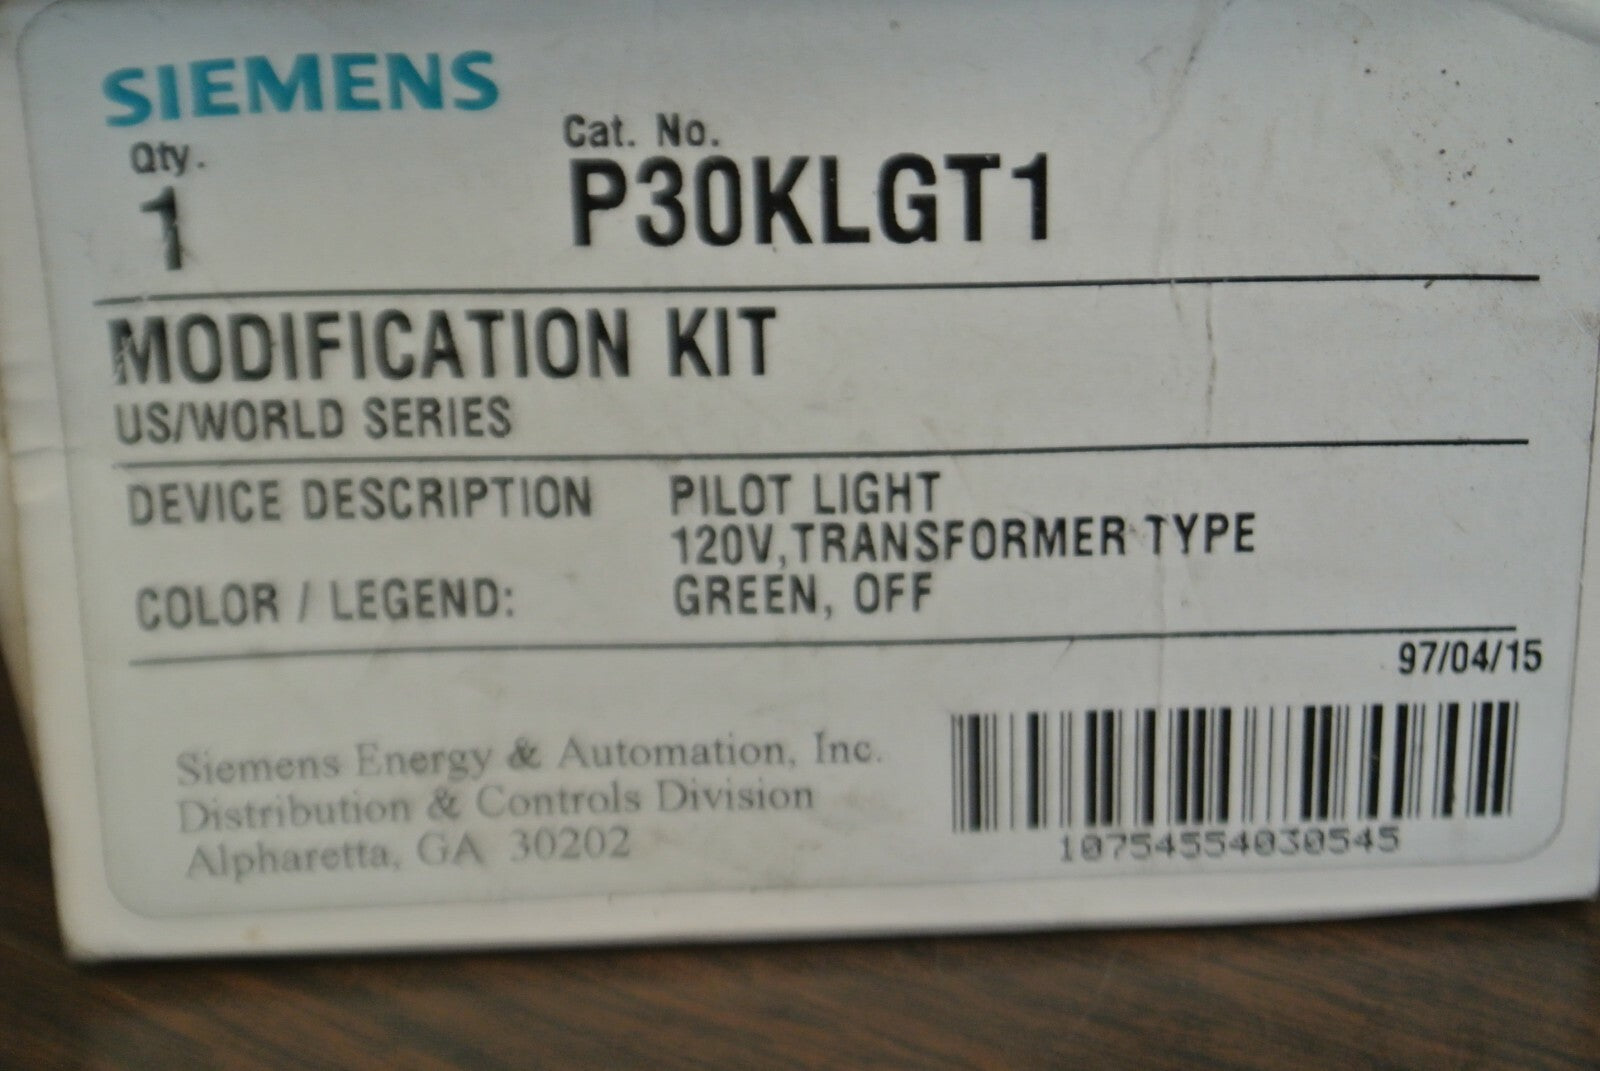 SIEMENS
Qty. Cat. No.
1 P30KLGT1
MODIFICATION KIT
US/WORLD SERIES
DEVICE DESCRIPTION PILOT LIGHT
120V,TRANSFORMER TYPE
COLOR / LEGEND: GREEN, OFF
97/04/15
Siemens Energy & Automation, Inc.
Distribution & Controls Division
Alpharetta, GA 30202
10754554030545